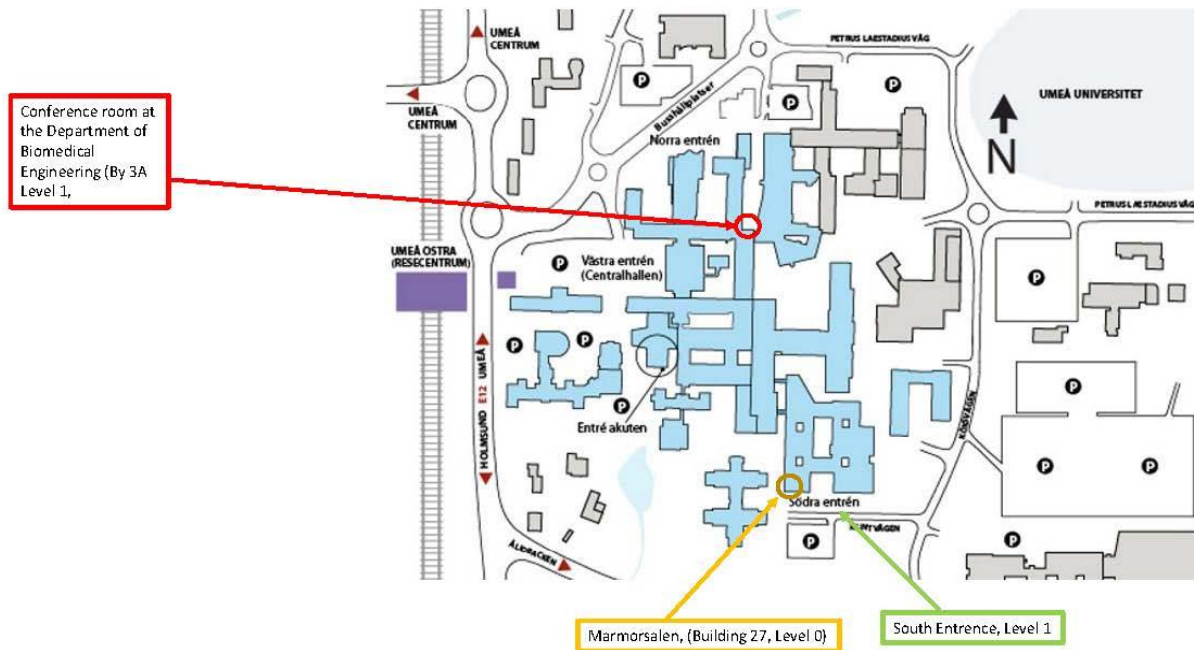 UMEÅ
CENTRUM
UMEÅ
CENTRUM
Conference room at
the Department of
Biomedical
Engineering (By 3A
Level 1,
PETRUS LAESTADIUS VÄG
P
P
P
Busshållplatser
UMEÅ UNIVERSITET
N
Norra entrén
PETRUS LAESTADIUS VÄG
UMEÅ ÖSTRA
(RESECENTRUM)
P
Västra entrén
(Centralhallen)
P
P
P
P
P
HOLMSUND E12 UMEÅ
Entré akuten
P
P
Södra entrén
P
P
ÅLIDBACKEN
Marmorsalen, (Building 27, Level 0)
South Entrence, Level 1